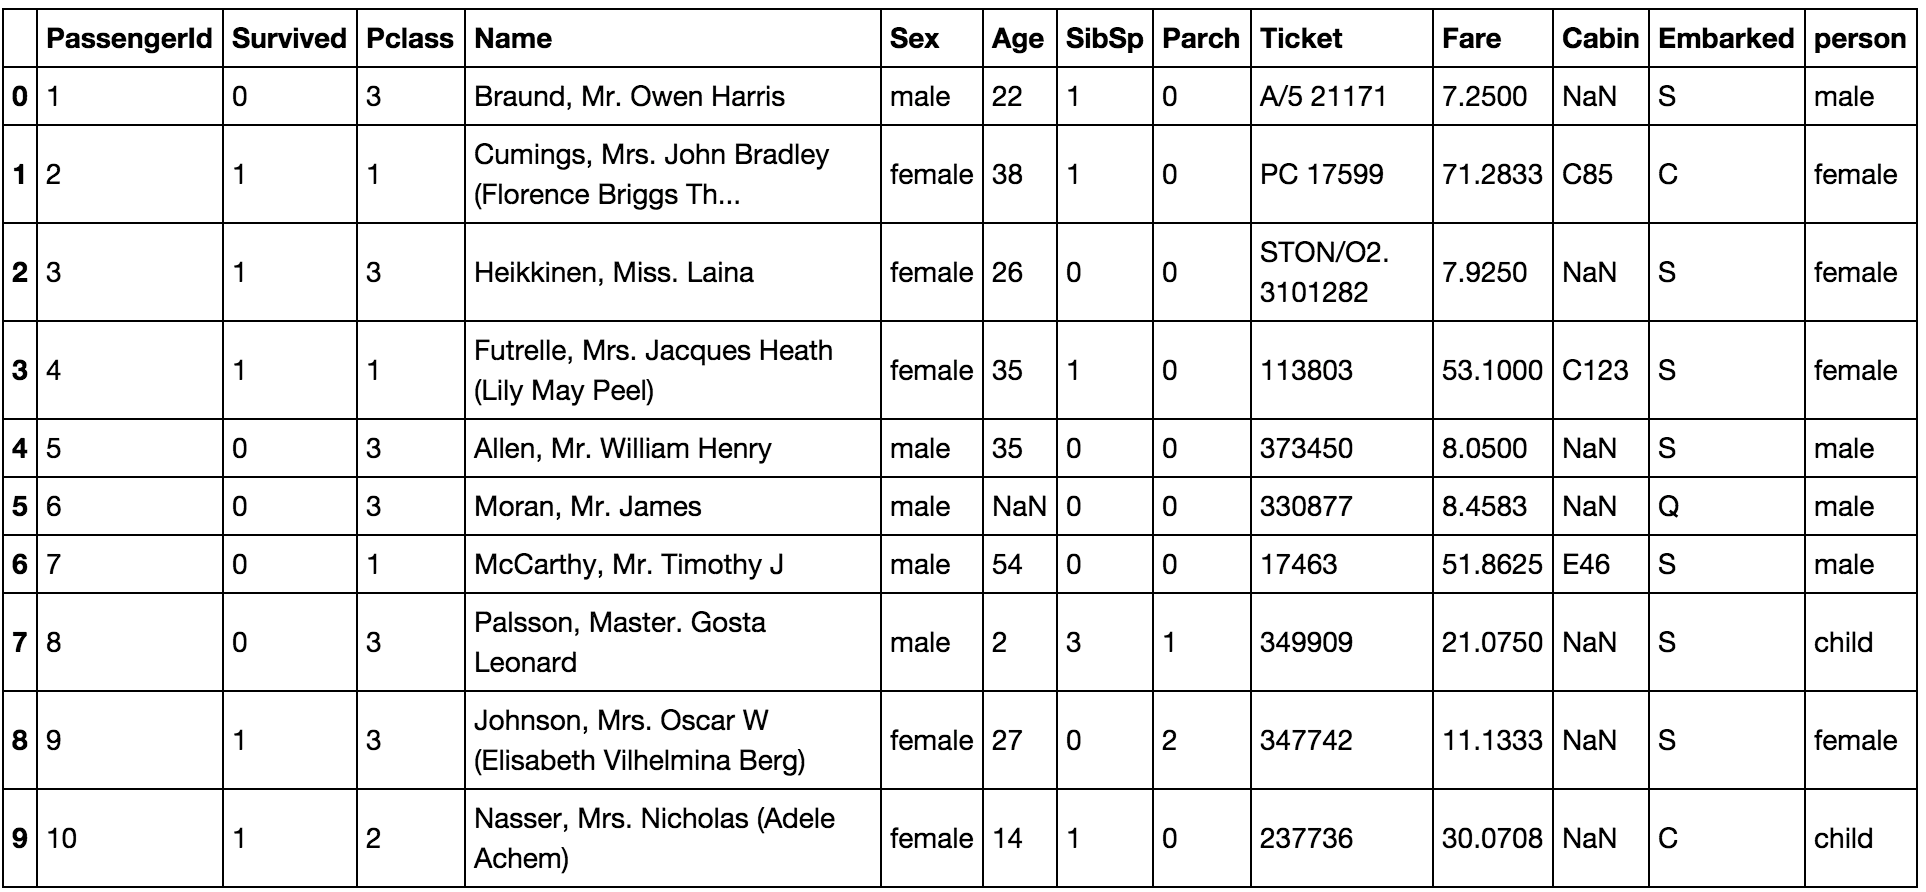 PassengerId Survived Pclass Name Sex Age SibSp Parch Ticket Fare Cabin Embarked person
0 1 0 3 Braund, Mr. Owen Harris male 22 1 0 A/5 21171 7.2500 NaN S male
1 2 1 1 Cumings, Mrs. John Bradley (Florence Briggs Th... female 38 1 0 PC 17599 71.2833 C85 C female
2 3 1 3 Heikkinen, Miss. Laina female 26 0 0 STON/O2. 3101282 7.9250 NaN S female
3 4 1 1 Futrelle, Mrs. Jacques Heath (Lily May Peel) female 35 1 0 113803 53.1000 C123 S female
4 5 0 3 Allen, Mr. William Henry male 35 0 0 373450 8.0500 NaN S male
5 6 0 3 Moran, Mr. James male NaN 0 0 330877 8.4583 NaN Q male
6 7 0 1 McCarthy, Mr. Timothy J male 54 0 0 17463 51.8625 E46 S male
7 8 0 3 Palsson, Master. Gosta Leonard male 2 3 1 349909 21.0750 NaN S child
8 9 1 3 Johnson, Mrs. Oscar W (Elisabeth Vilhelmina Berg) female 27 0 2 347742 11.1333 NaN S female
9 10 1 2 Nasser, Mrs. Nicholas (Adele Achem) female 14 1 0 237736 30.0708 NaN C child